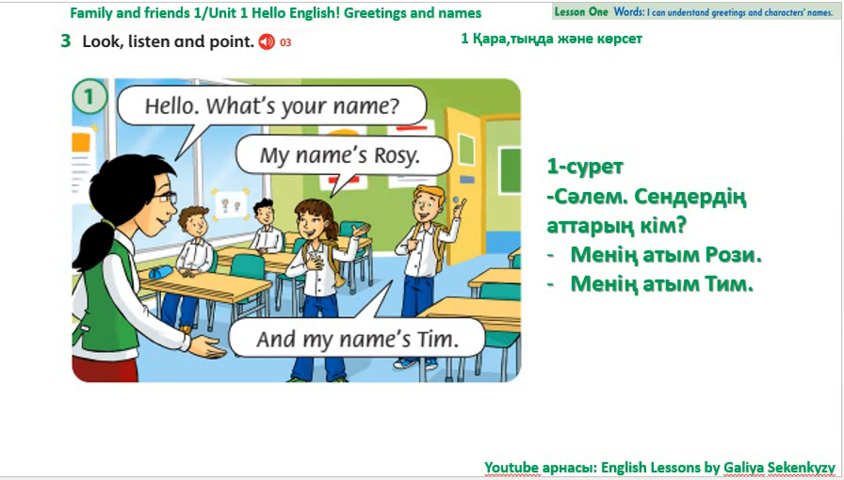 Family and friends 1/Unit 1 Hello English! Greetings and names
Lesson One Words: I can understand greetings and characters' names.
3 Look, listen and point. 03
1 Қара,тыңда және көрсет
1
Hello. What's your name?
My name's Rosy.
And my name's Tim.
1-сурет
-Сәлем. Сендердің
аттарың кім?
- Менің атым Рози.
- Менің атым Тим.
Youtube арнасы: English Lessons by Galiya Sekenkyzy